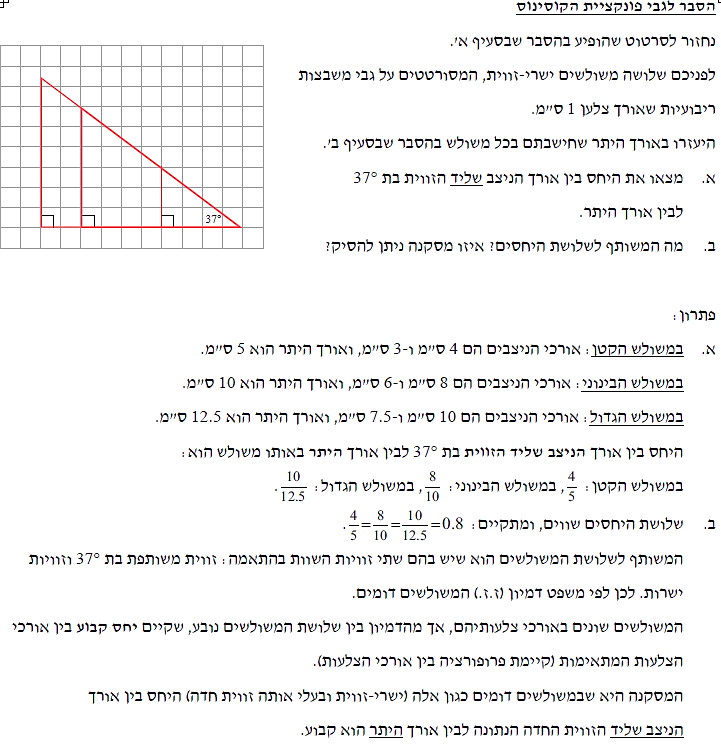 הסבר לגבי פונקציית הקוסינוס
נחזור לסרטוט שהופיע בהסבר שבסעיף א'.
לפניכם שלושה משולשים ישרי-זווית, המסורטטים על גבי משבצות
ריבועיות שאורך צלען 1 ס"מ.
היעזרו באורך היתר שחישבתם בכל משולש בהסבר שבסעיף ב'.
א. מצאו את היחס בין אורך הניצב שליד הזווית בת 37°
לבין אורך היתר.
ב. מה המשותף לשלושת היחסים? איזו מסקנה ניתן להסיק?
37°
פתרון:
א. במשולש הקטן: אורכי הניצבים הם 4 ס"מ ו-3 ס"מ, ואורך היתר הוא 5 ס"מ.
במשולש הבינוני: אורכי הניצבים הם 8 ס"מ ו-6 ס"מ, ואורך היתר הוא 10 ס"מ.
במשולש הגדול: אורכי הניצבים הם 10 ס"מ ו-7.5 ס"מ, ואורך היתר הוא 12.5 ס"מ.
היחס בין אורך הניצב שליד הזווית בת 37° לבין אורך היתר באותו משולש הוא:
במשולש הקטן: 4/5, במשולש הבינוני: 8/10, במשולש הגדול: 10/12.5.
ב. שלושת היחסים שווים, ומתקיים: 4/5=8/10=10/12.5=0.8.
המשותף לשלושת המשולשים הוא שיש בהם שתי זוויות השוות בהתאמה: זווית משותפת בת 37° וזוויות
ישרות. לכן לפי משפט דמיון (ז.ז.) המשולשים דומים.
המשולשים שונים באורכי צלעותיהם, אך מהדמיון בין שלושת המשולשים נובע, שקיים יחס קבוע בין אורכי
הצלעות המתאימות (קיימת פרופורציה בין אורכי הצלעות).
המסקנה היא שבמשולשים דומים כגון אלה (ישרי-זווית ובעלי אותה זווית חדה) היחס בין אורך
הניצב שליד הזווית החדה הנתונה לבין אורך היתר הוא קבוע.